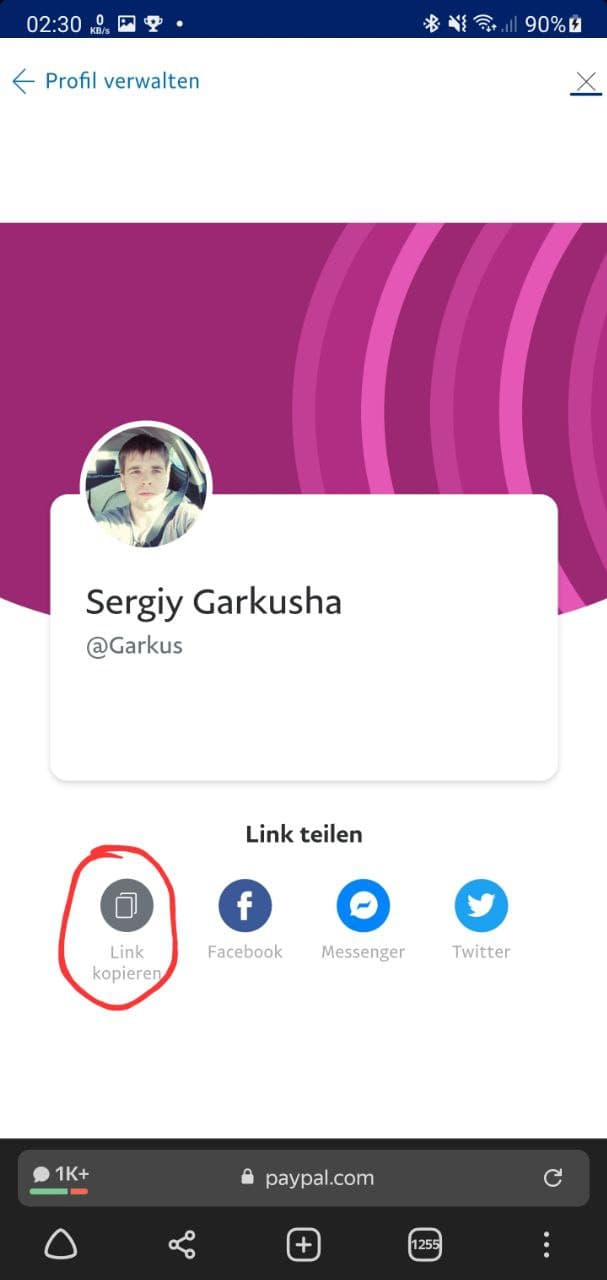 02:30 0 KB/s 90%
Profil verwalten
Sergiy Garkusha
@Garkus
Link teilen
Link kopieren
Facebook
Messenger
Twitter
1K+ paypal.com
1255